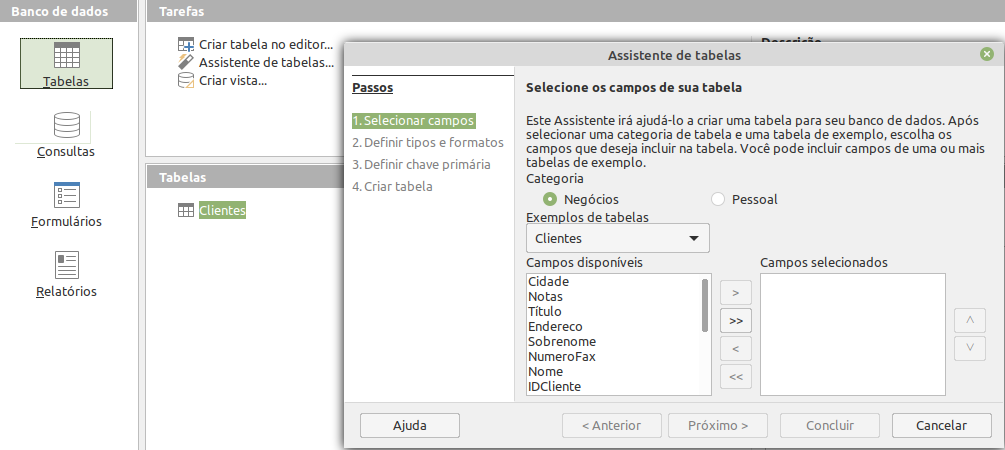 Banco de dados
Tabelas
Consultas
Formulários
Relatórios
Tarefas
Criar tabela no editor...
Assistente de tabelas...
Criar vista...
Descrição
Tabelas
Clientes
Assistente de tabelas
Passos
1. Selecionar campos
2. Definir tipos e formatos
3. Definir chave primária
4. Criar tabela
Selecione os campos de sua tabela
Este Assistente irá ajudá-lo a criar uma tabela para seu banco de dados. Após
selecionar uma categoria de tabela e uma tabela de exemplo, escolha os
campos que deseja incluir na tabela. Você pode incluir campos de uma ou mais
tabelas de exemplo.
Categoria
Negócios
Pessoal
Exemplos de tabelas
Clientes
Campos disponíveis
Campos selecionados
Cidade
Notas
Título
Endereco
Sobrenome
NumeroFax
Nome
IDCliente
>
>>
<
<<
Ajuda
< Anterior
Próximo >
Concluir
Cancelar